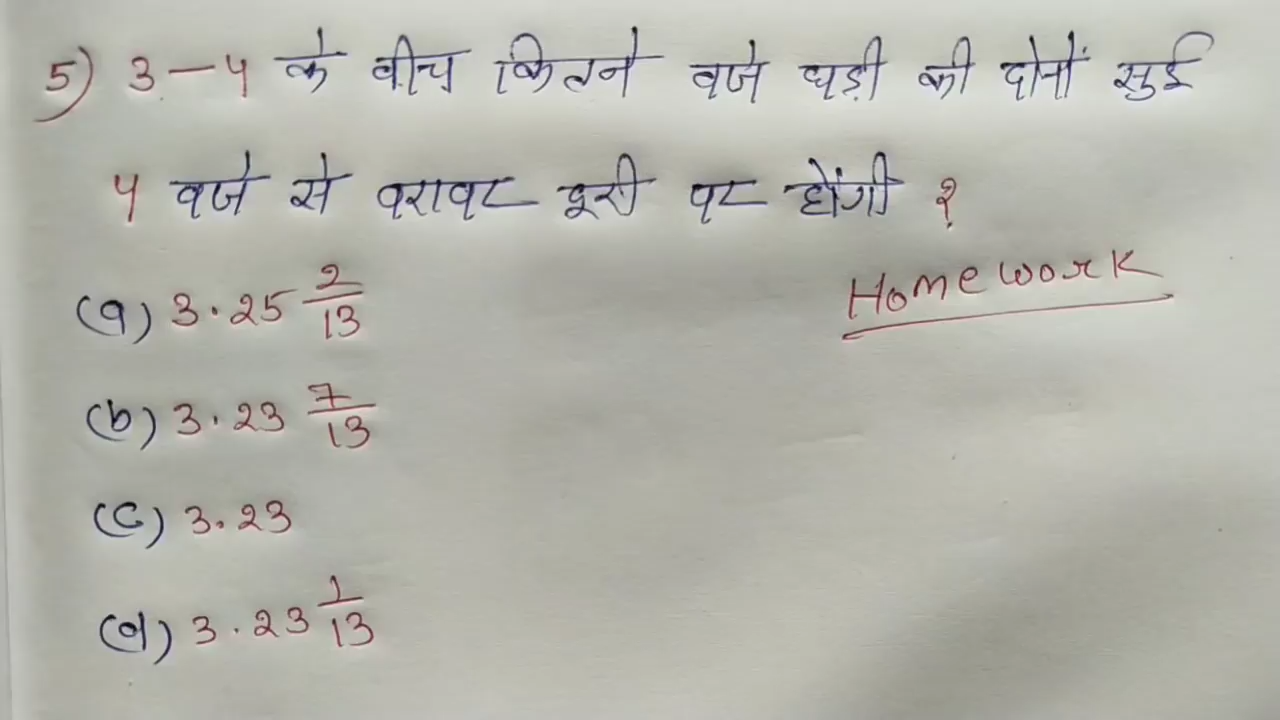 5) 3-4 के बीच कितने बजे घड़ी की दोनों सुई
4 बजे से बराबर दूरी पर होंगी ?
Homework
(a) 3.25 2/13
(b) 3.23 7/13
(c) 3.23
(d) 3.23 1/13